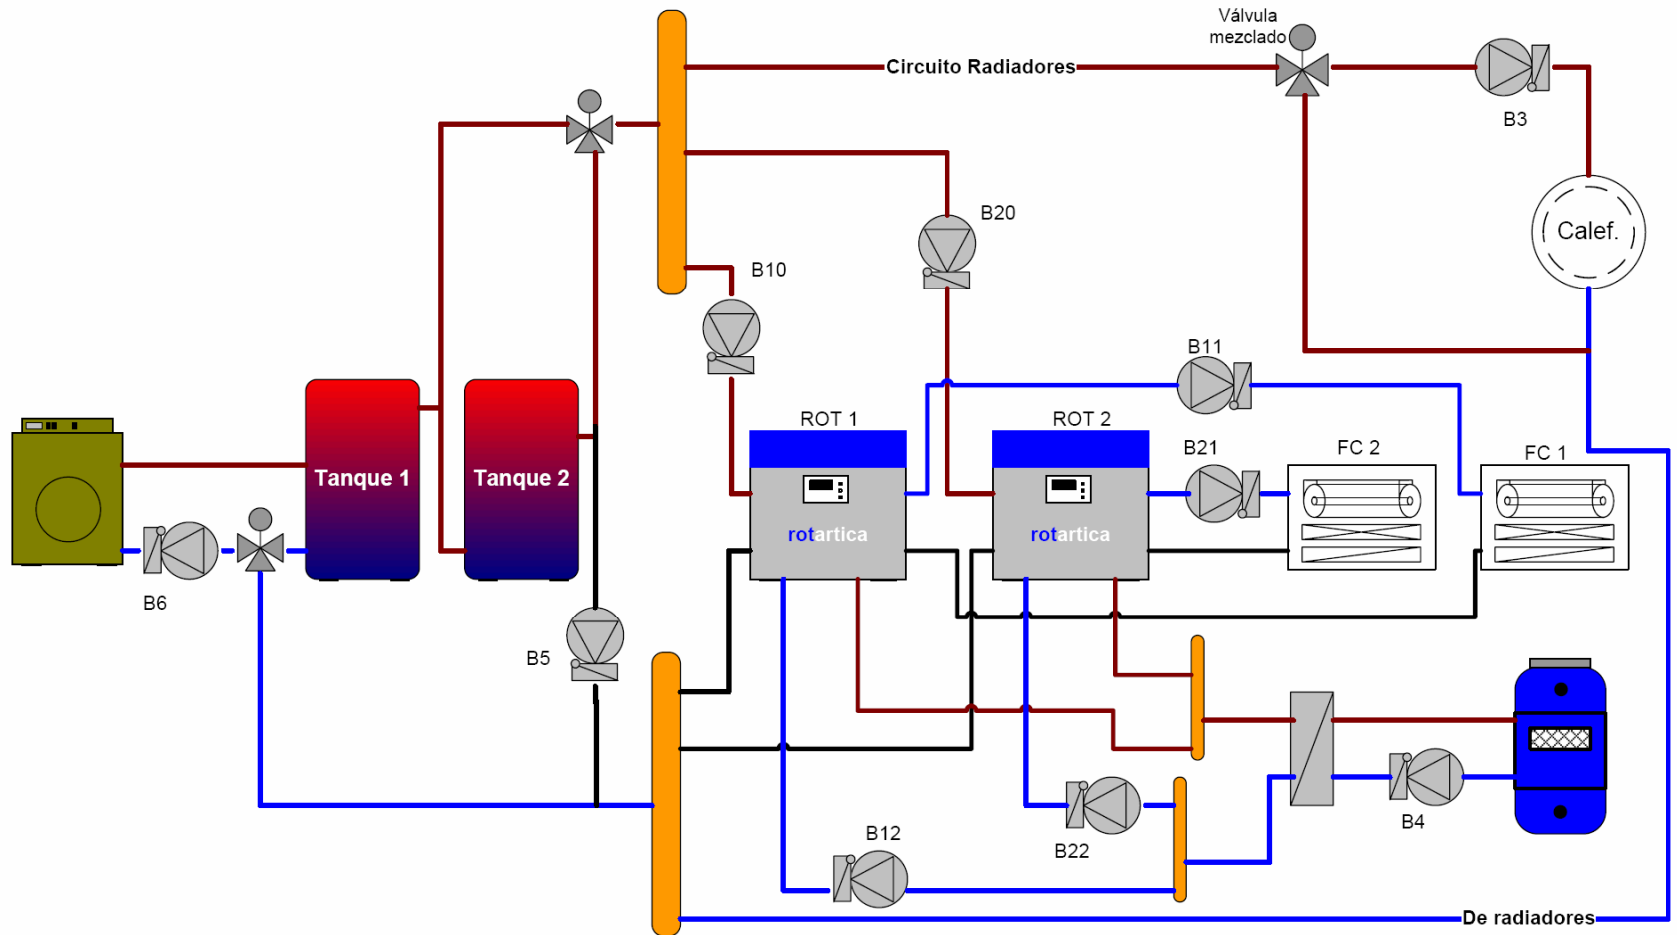 Válvula
mezclado
Circuito Radiadores
B3
B20
Calef.
B10
B11
ROT 1
ROT 2
B21
FC 2
FC 1
Tanque 1
Tanque 2
rotartica
rotartica
B6
B5
B4
B12
B22
De radiadores